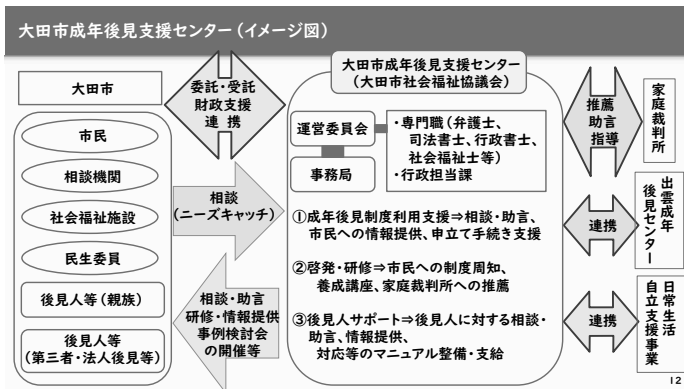 大田市成年後見支援センター(イメージ図)
大田市
市民
相談機関
社会福祉施設
民生委員
後見人等(親族)
後見人等
(第三者・法人後見等)
委託・受託
財政支援
連 携
相談
(ニーズキャッチ)
相談・助言
研修・情報提供
事例検討会
の開催等
大田市成年後見支援センター
(大田市社会福祉協議会)
運営委員会
事務局
・専門職(弁護士、
司法書士、行政書士、
社会福祉士等)
・行政担当課
①成年後見制度利用支援⇒相談・助言、
市民への情報提供、申立て手続き支援
②啓発・研修⇒市民への制度周知、
養成講座、家庭裁判所への推薦
③後見人サポート⇒後見人に対する相談・
助言、情報提供、
対応等のマニュアル整備・支給
推薦
助言
指導
家庭裁判所
連携
出雲成年
後見センター
連携
日常生活
自立支援事業
12